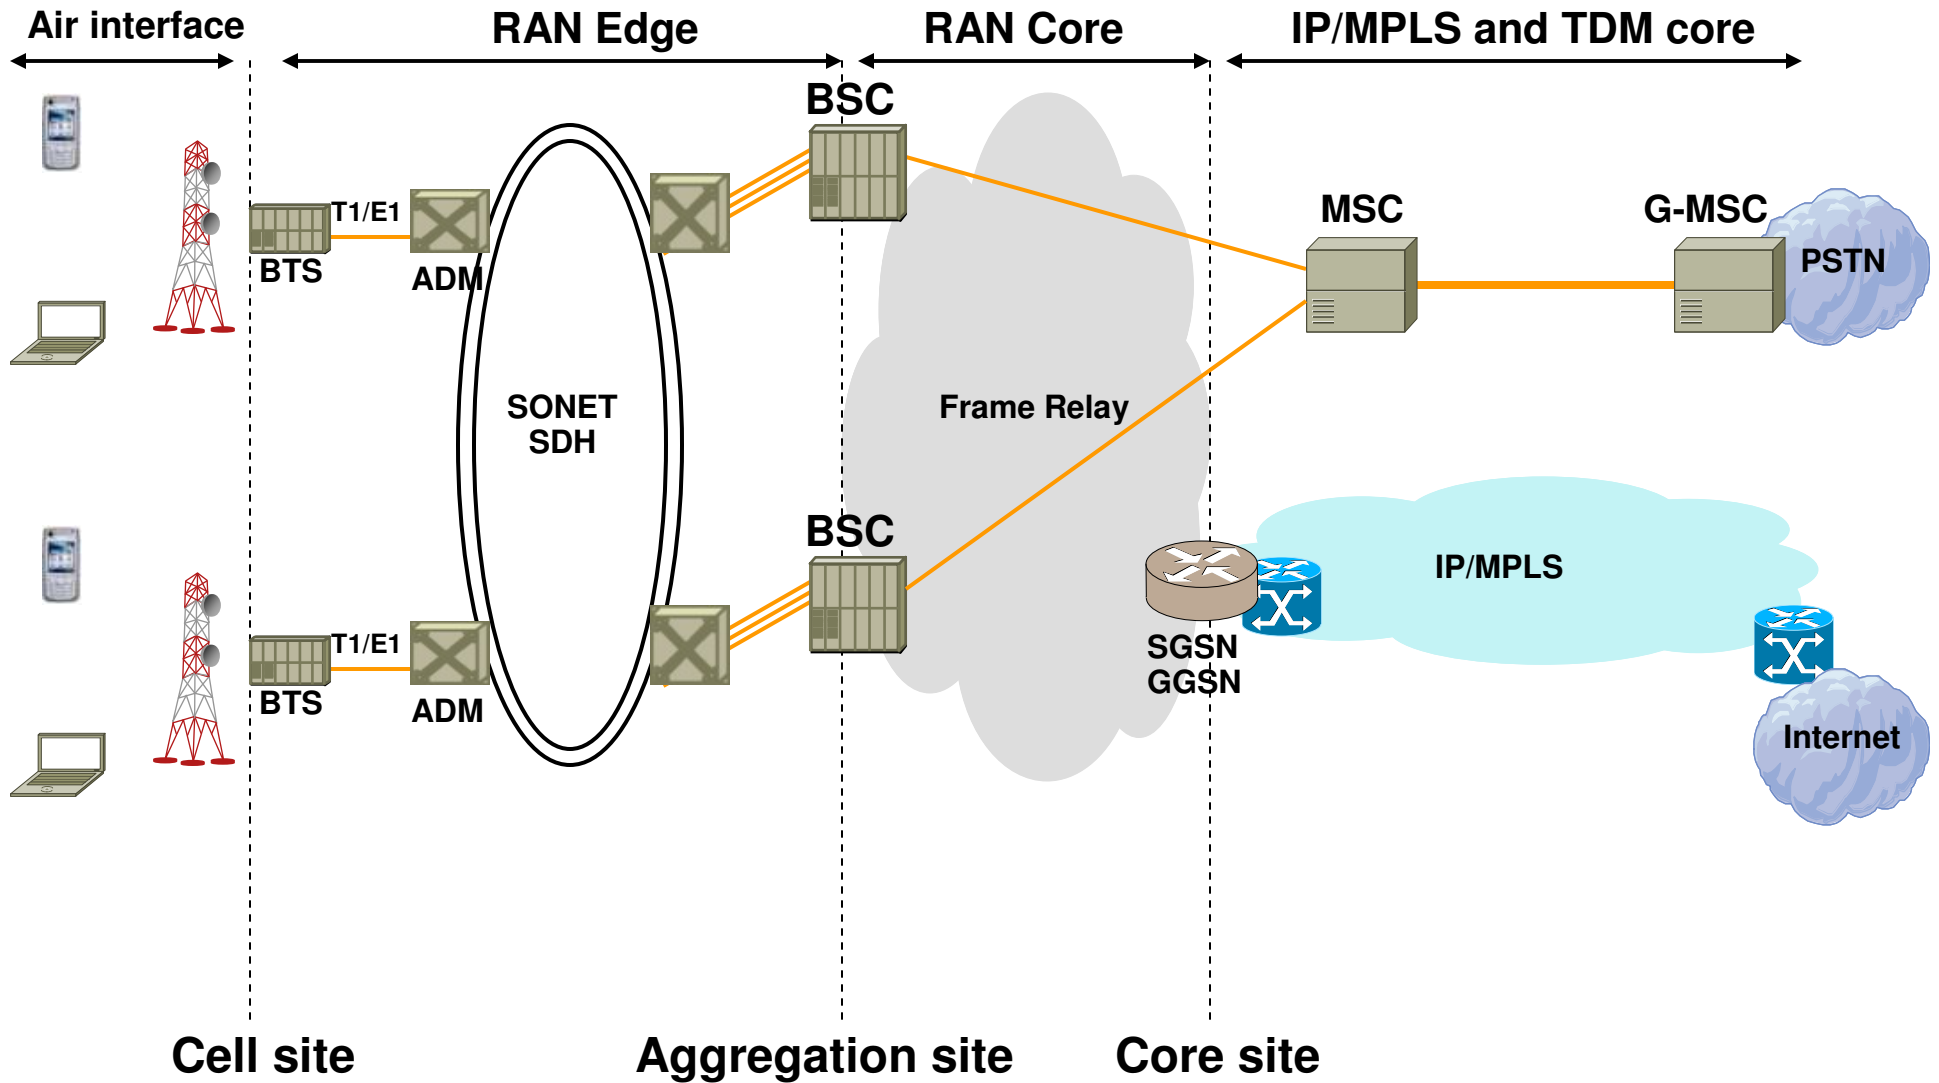 Air interface
RAN Edge
RAN Core
IP/MPLS and TDM core
BSC
T1/E1
BTS
ADM
MSC
G-MSC
PSTN
SONET
SDH
Frame Relay
BSC
IP/MPLS
T1/E1
BTS
ADM
SGSN
GGSN
Internet
Cell site
Aggregation site
Core site